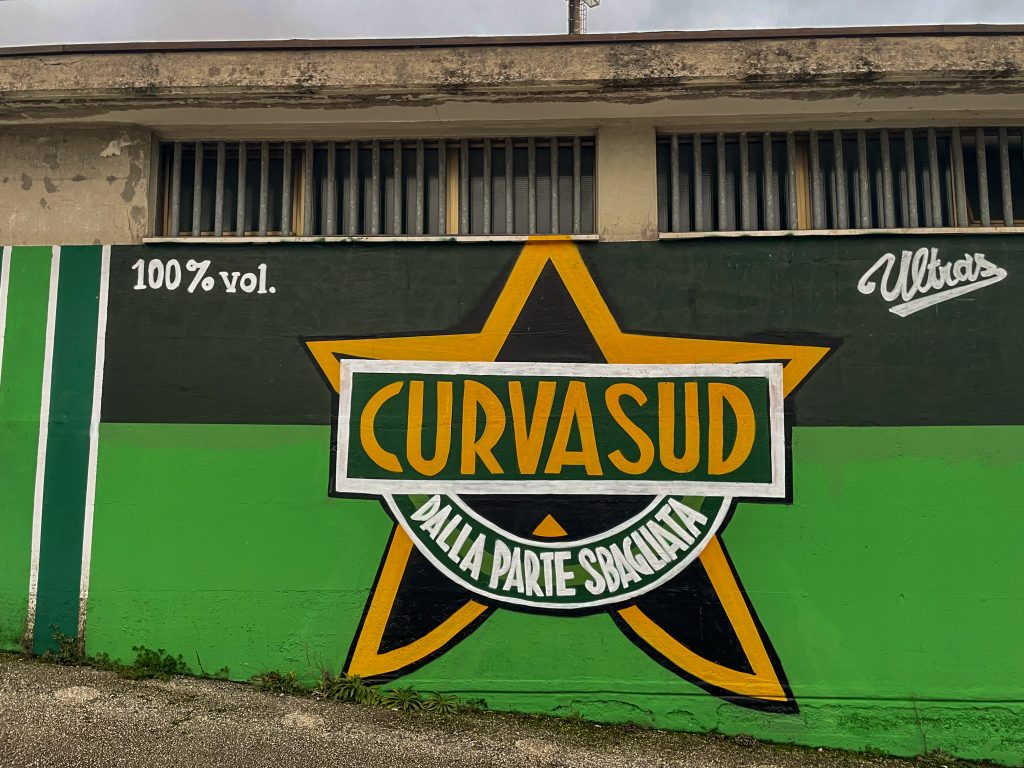 100% vol.
Ultras
CURVASUD
DALLA PARTE SBAGLIATA